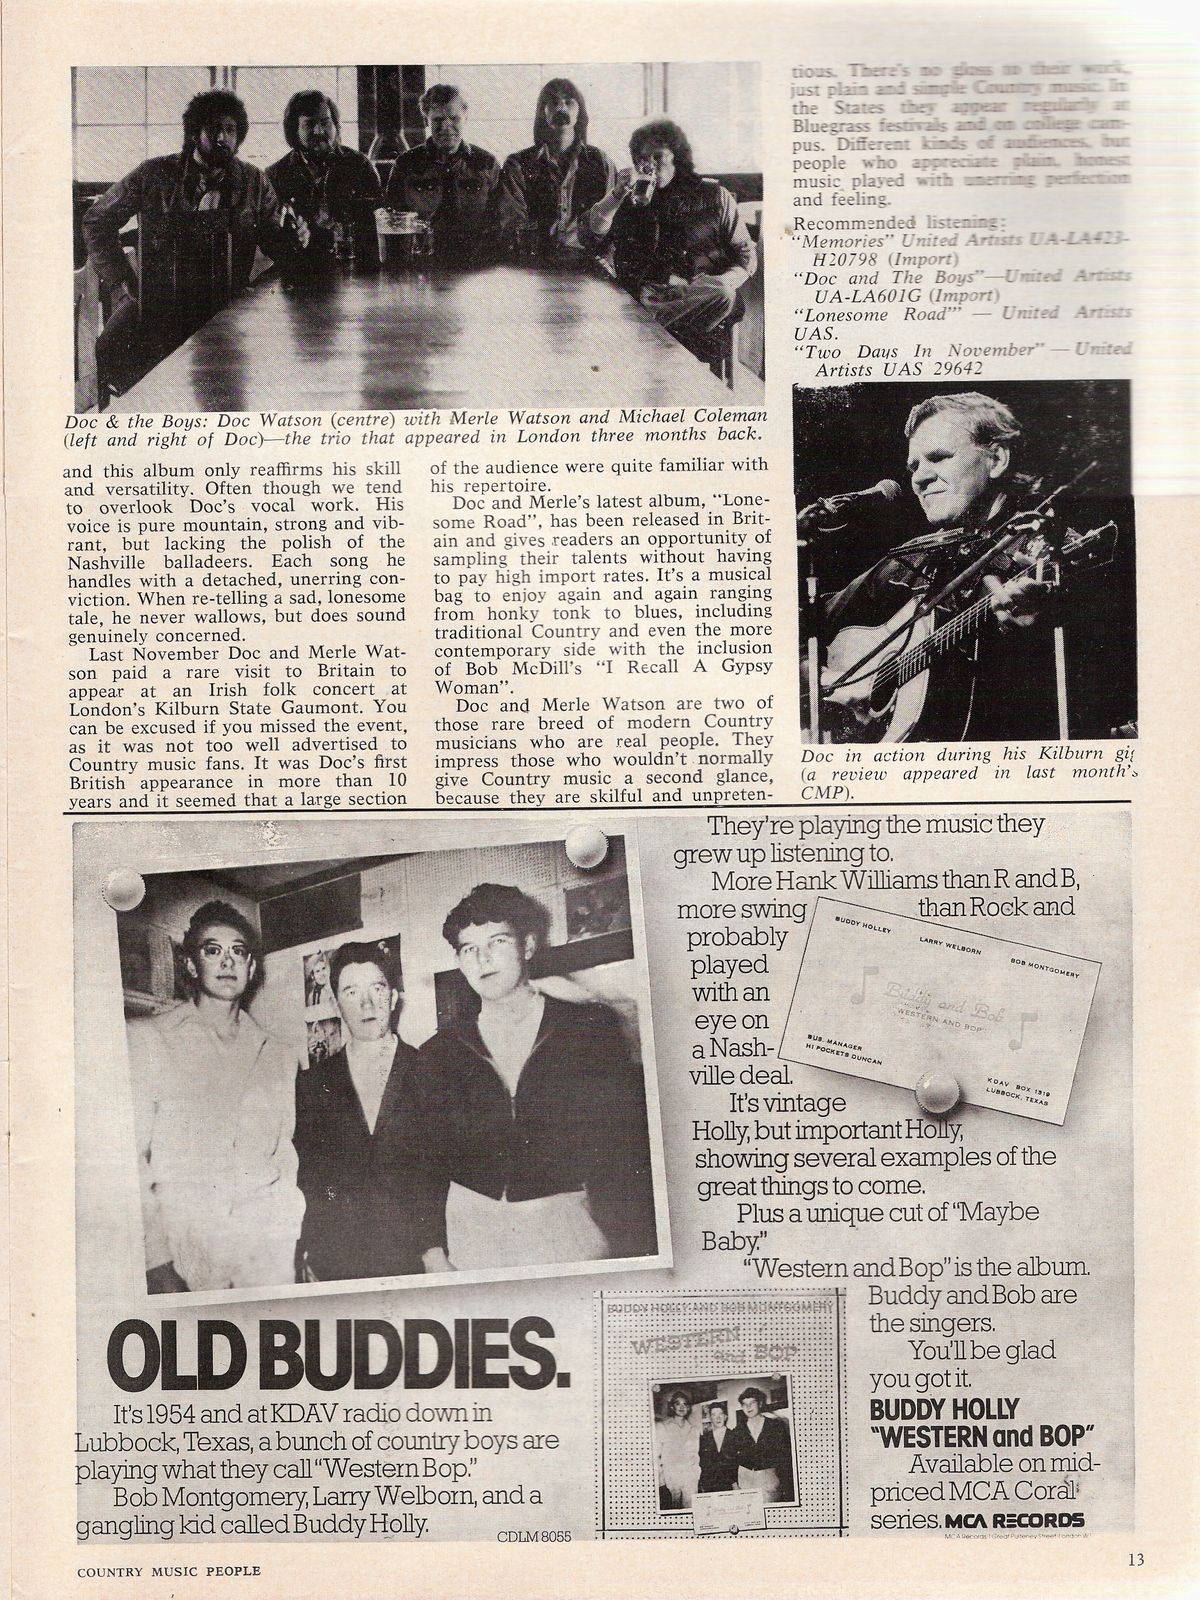 Doc & the Boys: Doc Watson (centre) with Merle Watson and Michael Coleman
(left and right of Doc)—the trio that appeared in London three months back.
and this album only reaffirms his skill
and versatility. Often though we tend
to overlook Doc's vocal work. His
voice is pure mountain, strong and vib-
rant, but lacking the polish of the
Nashville balladeers. Each song he
handles with a detached, unerring con-
viction. When re-telling a sad, lonesome
tale, he never wallows, but does sound
genuinely concerned.
Last November Doc and Merle Wat-
son paid a rare visit to Britain to
appear at an Irish folk concert at
London's Kilburn State Gaumont. You
can be excused if you missed the event,
as it was not too well advertised to
Country music fans. It was Doc's first
British appearance in more than 10
years and it seemed that a large section
of the audience were quite familiar with
his repertoire.
Doc and Merle's latest album, "Lone-
some Road", has been released in Brit-
ain and gives readers an opportunity of
sampling their talents without having
to pay high import rates. It's a musical
bag to enjoy again and again ranging
from honky tonk to blues, including
traditional Country and even the more
contemporary side with the inclusion
of Bob McDill's "I Recall A Gypsy
Woman".
Doc and Merle Watson are two of
those rare breed of modern Country
musicians who are real people. They
impress those who wouldn't normally
give Country music a second glance,
because they are skilful and unpreten-
tious. There's no gloss to their work,
just plain and simple Country music. In
the States they appear regularly at
Bluegrass festivals and on college cam-
pus. Different kinds of audiences, but
people who appreciate plain, honest
music played with unerring perfection
and feeling.
Recommended listening:
"Memories" United Artists UA-LA423-
H20798 (Import)
"Doc and The Boys"—United Artists
UA-LA601G (Import)
"Lonesome Road'" — United Artists
UAS.
"Two Days In November" — United
Artists UAS 29642
Doc in action during his Kilburn gig
(a review appeared in last month's
CMP).
OLD BUDDIES.
It's 1954 and at KDAV radio down in
Lubbock, Texas, a bunch of country boys are
playing what they call "Western Bop."
Bob Montgomery, Larry Welborn, and a
gangling kid called Buddy Holly.
CDLM 8055
They're playing the music they
grew up listening to.
More Hank Williams than R and B,
more swing than Rock and
probably
played
with an
eye on
a Nash-
ville deal.
It's vintage
Holly, but important Holly,
showing several examples of the
great things to come.
Plus a unique cut of "Maybe
Baby."
"Western and Bop" is the album.
Buddy and Bob are
the singers.
You'll be glad
you got it.
BUDDY HOLLY
"WESTERN and BOP"
Available on mid-
priced MCA Coral
series. MCA RECORDS
MCA Records 1 Great Pulteney Street London W1
BUDDY HOLLEY
LARRY WELBORN
BOB MONTGOMERY
Buddy and Bob
"WESTERN AND BOP"
BUS. MANAGER
HI POCKETS DUNCAN
KDAV BOX 1319
LUBBOCK, TEXAS
BUDDY HOLLY AND BOB MONTGOMERY
WESTERN
and BOP
COUNTRY MUSIC PEOPLE
13